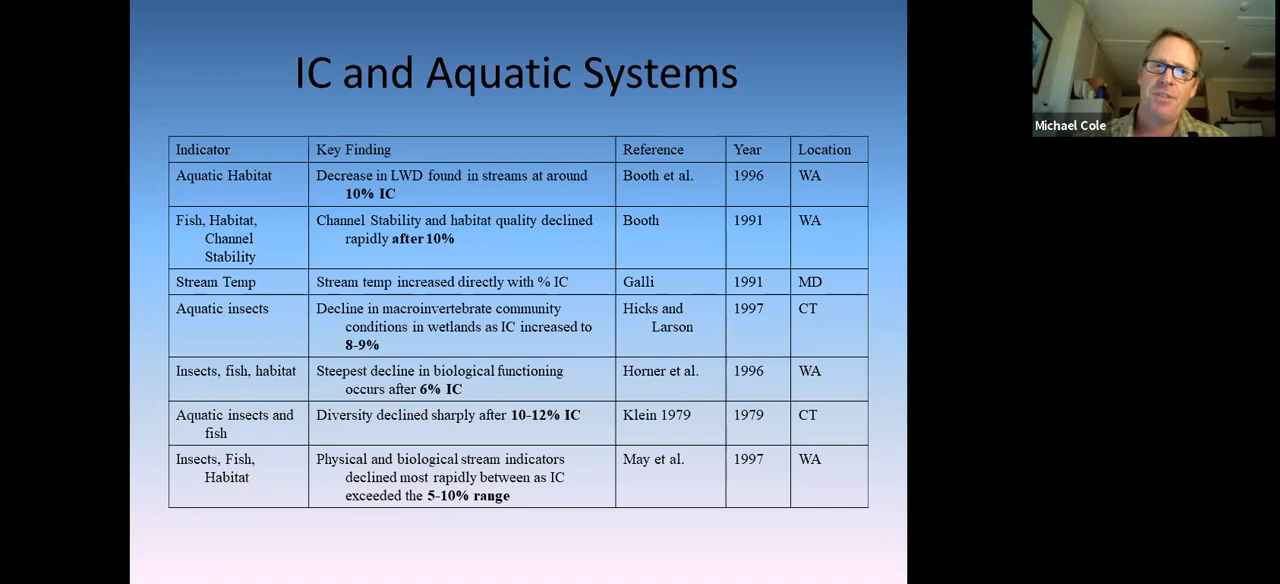 IC and Aquatic Systems
Michael Cole
Indicator Key Finding Reference Year Location
Aquatic Habitat Decrease in LWD found in streams at around Booth et al. 1996 WA
10% IC
Fish, Habitat, Channel Stability and habitat quality declined Booth 1991 WA
Channel rapidly after 10%
Stability
Stream Temp Stream temp increased directly with % IC Galli 1991 MD
Aquatic insects Decline in macroinvertebrate community Hicks and 1997 CT
conditions in wetlands as IC increased to Larson
8-9%
Insects, fish, habitat Steepest decline in biological functioning Horner et al. 1996 WA
occurs after 6% IC
Aquatic insects and Diversity declined sharply after 10-12% IC Klein 1979 1979 CT
fish
Insects, Fish, Physical and biological stream indicators May et al. 1997 WA
Habitat declined most rapidly between as IC
exceeded the 5-10% range